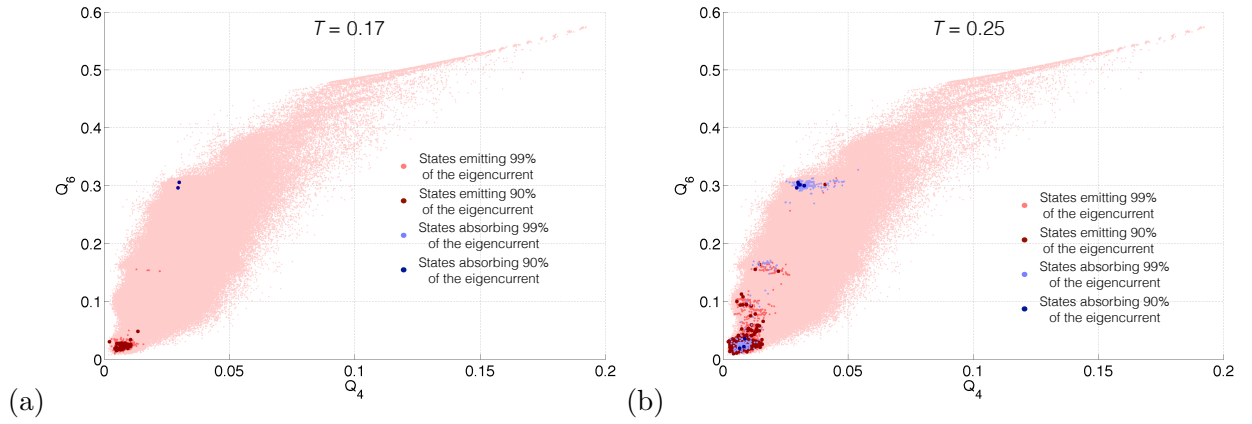 0.6
T = 0.17
0.5
0.4
States emitting 99%
of the eigencurrent
Q6
0.3
States emitting 90%
of the eigencurrent
States absorbing 99%
of the eigencurrent
0.2
States absorbing 90%
of the eigencurrent
0.1
0
0 0.05 0.1 0.15 0.2
Q4
(a)
0.6
T = 0.25
0.5
0.4
Q6
0.3
States emitting 99%
of the eigencurrent
States emitting 90%
of the eigencurrent
0.2
States absorbing 99%
of the eigencurrent
0.1
States absorbing 90%
of the eigencurrent
0
0 0.05 0.1 0.15 0.2
Q4
(b)